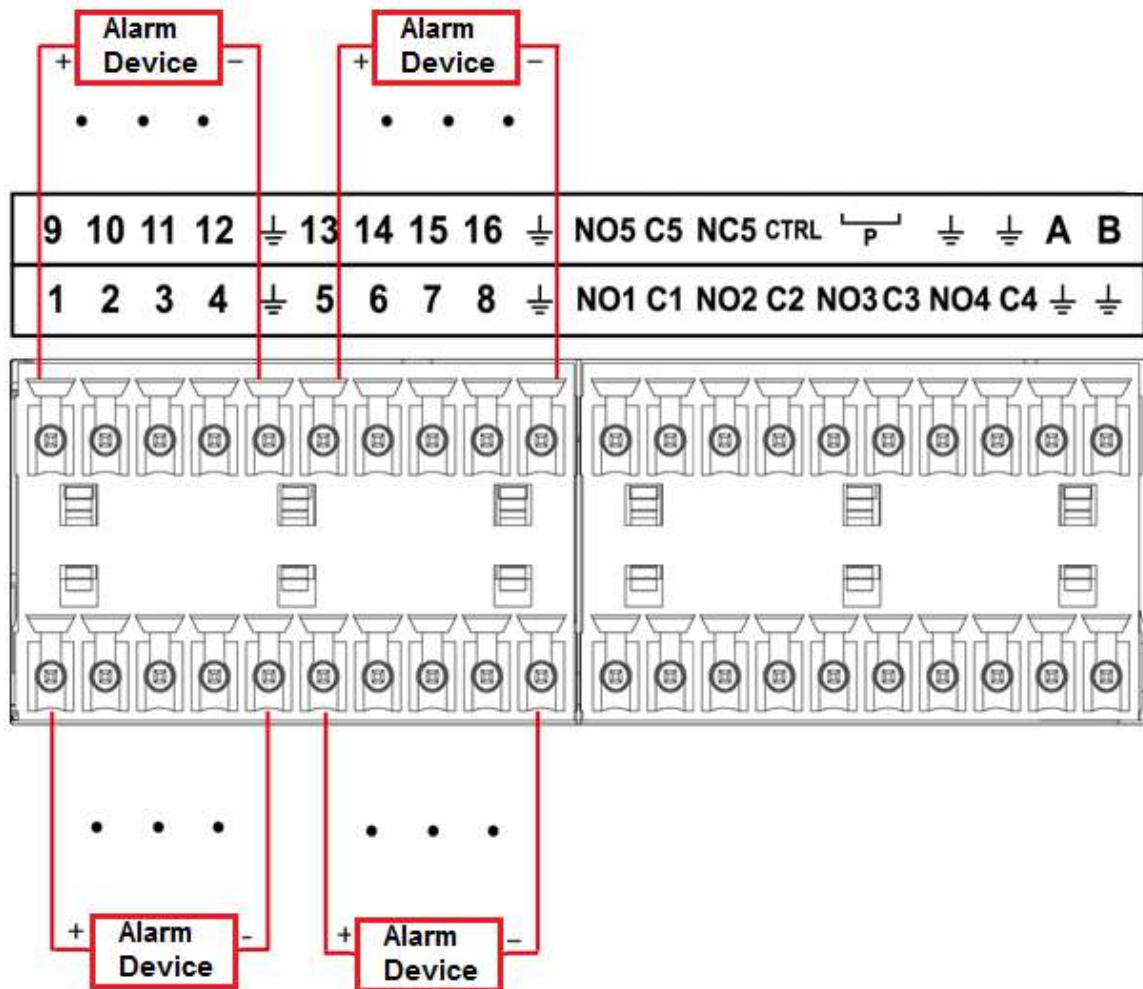 Alarm
Device
+ −
Alarm
Device
+ −
9 10 11 12 ⏚ 13 14 15 16 ⏚ NO5 C5 NC5 CTRL P ⏚ ⏚ A B
1 2 3 4 ⏚ 5 6 7 8 ⏚ NO1 C1 NO2 C2 NO3 C3 NO4 C4 ⏚ ⏚
+ -
Alarm
Device
+ −
Alarm
Device